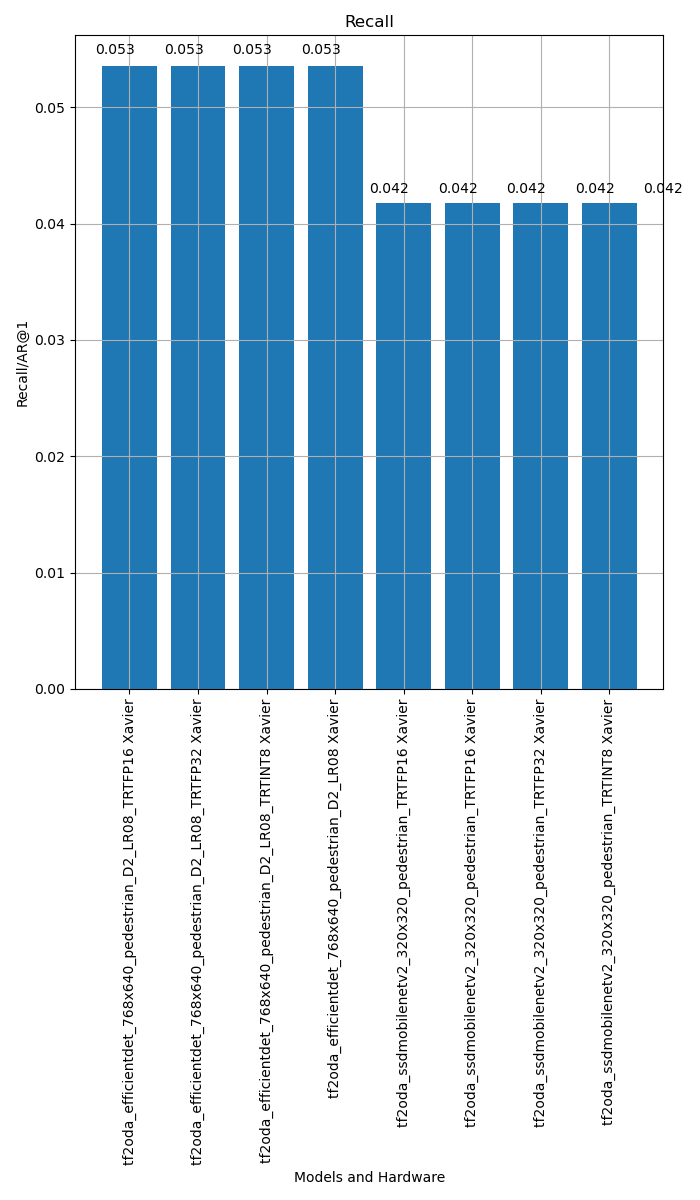 Recall
0.053 0.053 0.053 0.053
0.042 0.042 0.042 0.042 0.042
0.05
0.04
0.03
0.02
0.01
0.00
Recall/AR@1
tf2oda_efficientdet_768x640_pedestrian_D2_LR08_TRTFP16 Xavier
tf2oda_efficientdet_768x640_pedestrian_D2_LR08_TRTFP32 Xavier
tf2oda_efficientdet_768x640_pedestrian_D2_LR08_TRTINT8 Xavier
tf2oda_efficientdet_768x640_pedestrian_D2_LR08 Xavier
tf2oda_ssdmobilenetv2_320x320_pedestrian_TRTFP16 Xavier
tf2oda_ssdmobilenetv2_320x320_pedestrian_TRTFP16 Xavier
tf2oda_ssdmobilenetv2_320x320_pedestrian_TRTFP32 Xavier
tf2oda_ssdmobilenetv2_320x320_pedestrian_TRTINT8 Xavier
Models and Hardware